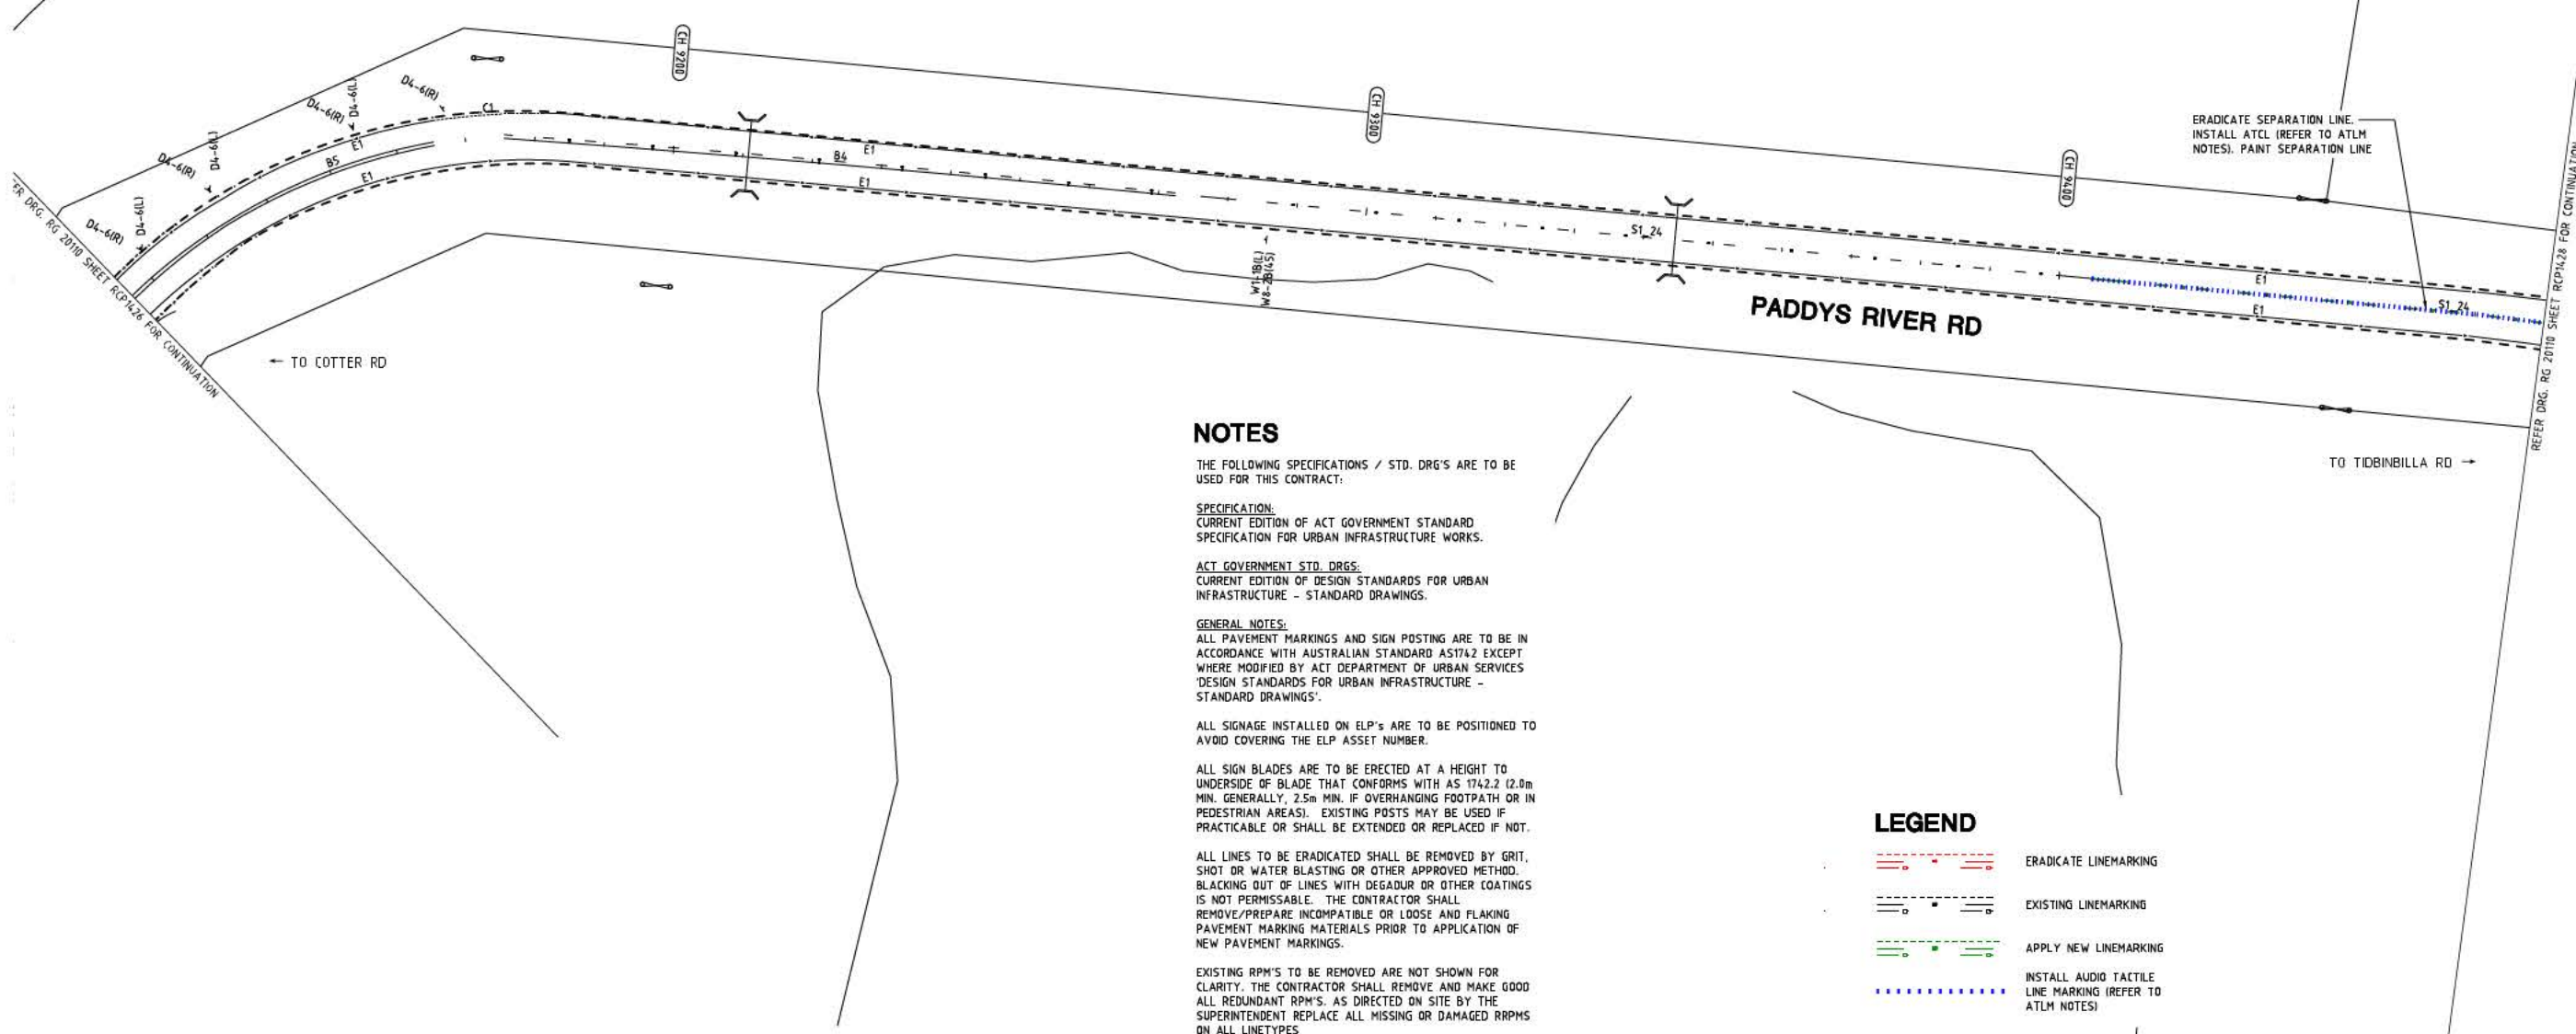 CH 9200
CH 9300
CH 9400
D4-6(R)
D4-6(L)
D4-6(R)
C1
D4-6(L)
D4-6(R)
E1
B5
E1
D4-6(L)
D4-6(R)
E1
B4
E1
S1_24
W1-1B(L)
W8-2B(45)
ERADICATE SEPARATION LINE.
INSTALL ATCL (REFER TO ATLM
NOTES). PAINT SEPARATION LINE
E1
S1_24
E1
PADDYS RIVER RD
DRG. RG 20110 SHEET RCP1426 FOR CONTINUATION
REFER DRG. RG 20110 SHEET RCP1428 FOR CONTINUATION
← TO COTTER RD
TO TIDBINBILLA RD →
NOTES
THE FOLLOWING SPECIFICATIONS / STD. DRG'S ARE TO BE
USED FOR THIS CONTRACT:
SPECIFICATION:
CURRENT EDITION OF ACT GOVERNMENT STANDARD
SPECIFICATION FOR URBAN INFRASTRUCTURE WORKS.
ACT GOVERNMENT STD. DRGS:
CURRENT EDITION OF DESIGN STANDARDS FOR URBAN
INFRASTRUCTURE - STANDARD DRAWINGS.
GENERAL NOTES:
ALL PAVEMENT MARKINGS AND SIGN POSTING ARE TO BE IN
ACCORDANCE WITH AUSTRALIAN STANDARD AS1742 EXCEPT
WHERE MODIFIED BY ACT DEPARTMENT OF URBAN SERVICES
'DESIGN STANDARDS FOR URBAN INFRASTRUCTURE -
STANDARD DRAWINGS'.
ALL SIGNAGE INSTALLED ON ELP's ARE TO BE POSITIONED TO
AVOID COVERING THE ELP ASSET NUMBER.
ALL SIGN BLADES ARE TO BE ERECTED AT A HEIGHT TO
UNDERSIDE OF BLADE THAT CONFORMS WITH AS 1742.2 (2.0m
MIN. GENERALLY, 2.5m MIN. IF OVERHANGING FOOTPATH OR IN
PEDESTRIAN AREAS). EXISTING POSTS MAY BE USED IF
PRACTICABLE OR SHALL BE EXTENDED OR REPLACED IF NOT.
ALL LINES TO BE ERADICATED SHALL BE REMOVED BY GRIT,
SHOT OR WATER BLASTING OR OTHER APPROVED METHOD.
BLACKING OUT OF LINES WITH DEGADUR OR OTHER COATINGS
IS NOT PERMISSABLE. THE CONTRACTOR SHALL
REMOVE/PREPARE INCOMPATIBLE OR LOOSE AND FLAKING
PAVEMENT MARKING MATERIALS PRIOR TO APPLICATION OF
NEW PAVEMENT MARKINGS.
EXISTING RPM'S TO BE REMOVED ARE NOT SHOWN FOR
CLARITY. THE CONTRACTOR SHALL REMOVE AND MAKE GOOD
ALL REDUNDANT RPM'S. AS DIRECTED ON SITE BY THE
SUPERINTENDENT REPLACE ALL MISSING OR DAMAGED RRPMS
ON ALL LINETYPES
LEGEND
ERADICATE LINEMARKING
EXISTING LINEMARKING
APPLY NEW LINEMARKING
INSTALL AUDIO TACTILE
LINE MARKING (REFER TO
ATLM NOTES)